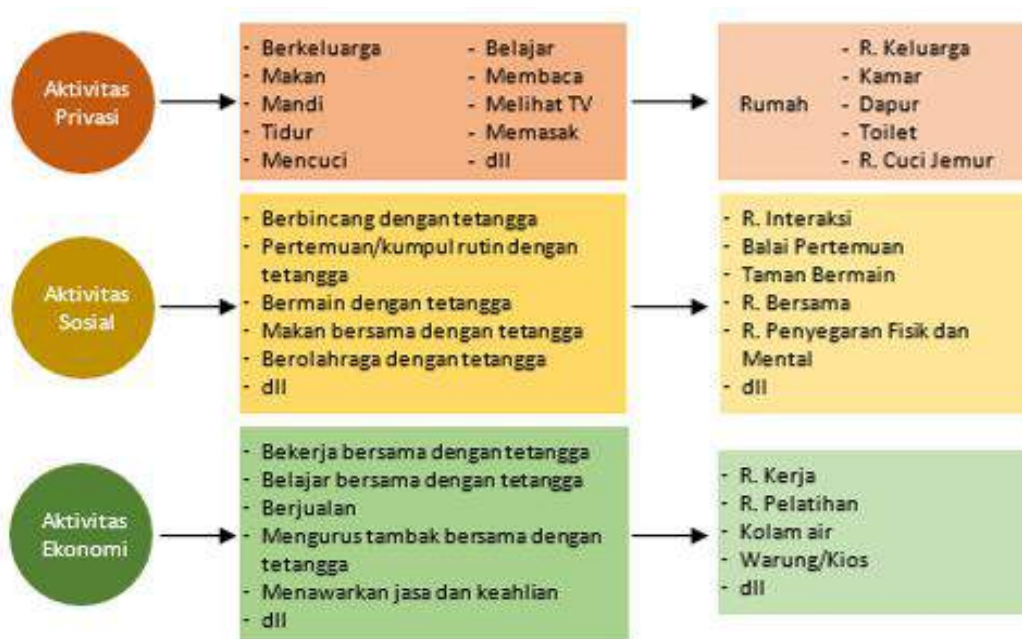 Aktivitas
Privasi
- Berkeluarga
- Makan
- Mandi
- Tidur
- Mencuci
- Belajar
- Membaca
- Melihat TV
- Memasak
- dll
Rumah
- R. Keluarga
- Kamar
- Dapur
- Toilet
- R. Cuci Jemur
Aktivitas
Sosial
- Berbincang dengan tetangga
- Pertemuan/kumpul rutin dengan
tetangga
- Bermain dengan tetangga
- Makan bersama dengan tetangga
- Berolahraga dengan tetangga
- dll
- R. Interaksi
- Balai Pertemuan
- Taman Bermain
- R. Bersama
- R. Penyegaran Fisik dan
Mental
- dll
Aktivitas
Ekonomi
- Bekerja bersama dengan tetangga
- Belajar bersama dengan tetangga
- Berjualan
- Mengurus tambak bersama dengan
tetangga
- Menawarkan jasa dan keahlian
- dll
- R. Kerja
- R. Pelatihan
- Kolam air
- Warung/Kios
- dll